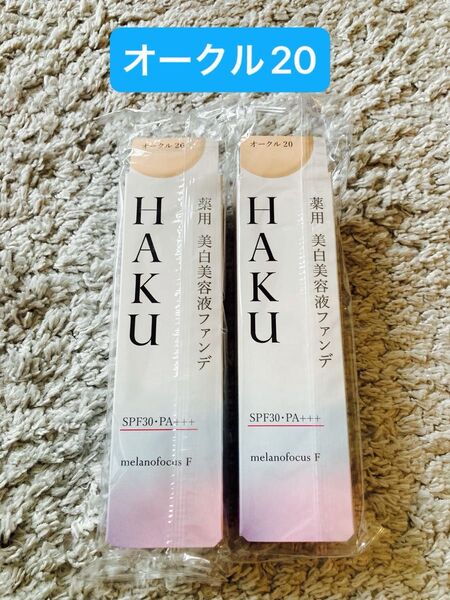 オークル20
オークル20
HAKU
薬用 美白美容液ファンデ
SPF30・PA+++
melanofocus F
オークル20
HAKU
薬用 美白美容液ファンデ
SPF30・PA+++
melanofocus F